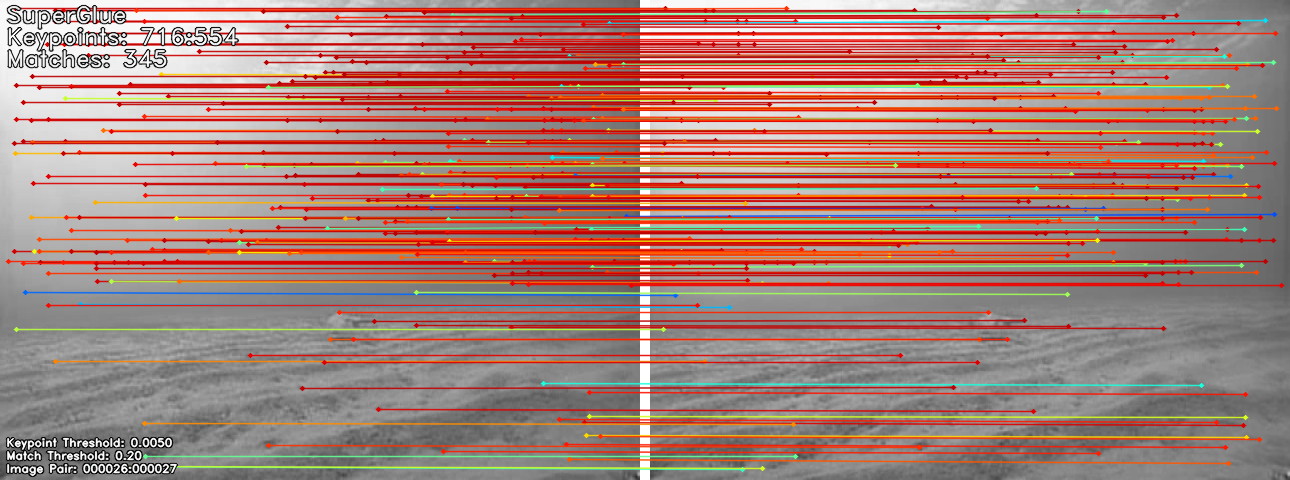 SuperGlue
Keypoints: 716:554
Matches: 345
Keypoint Threshold: 0.0050
Match Threshold: 0.20
Image Pair: 000026:000027